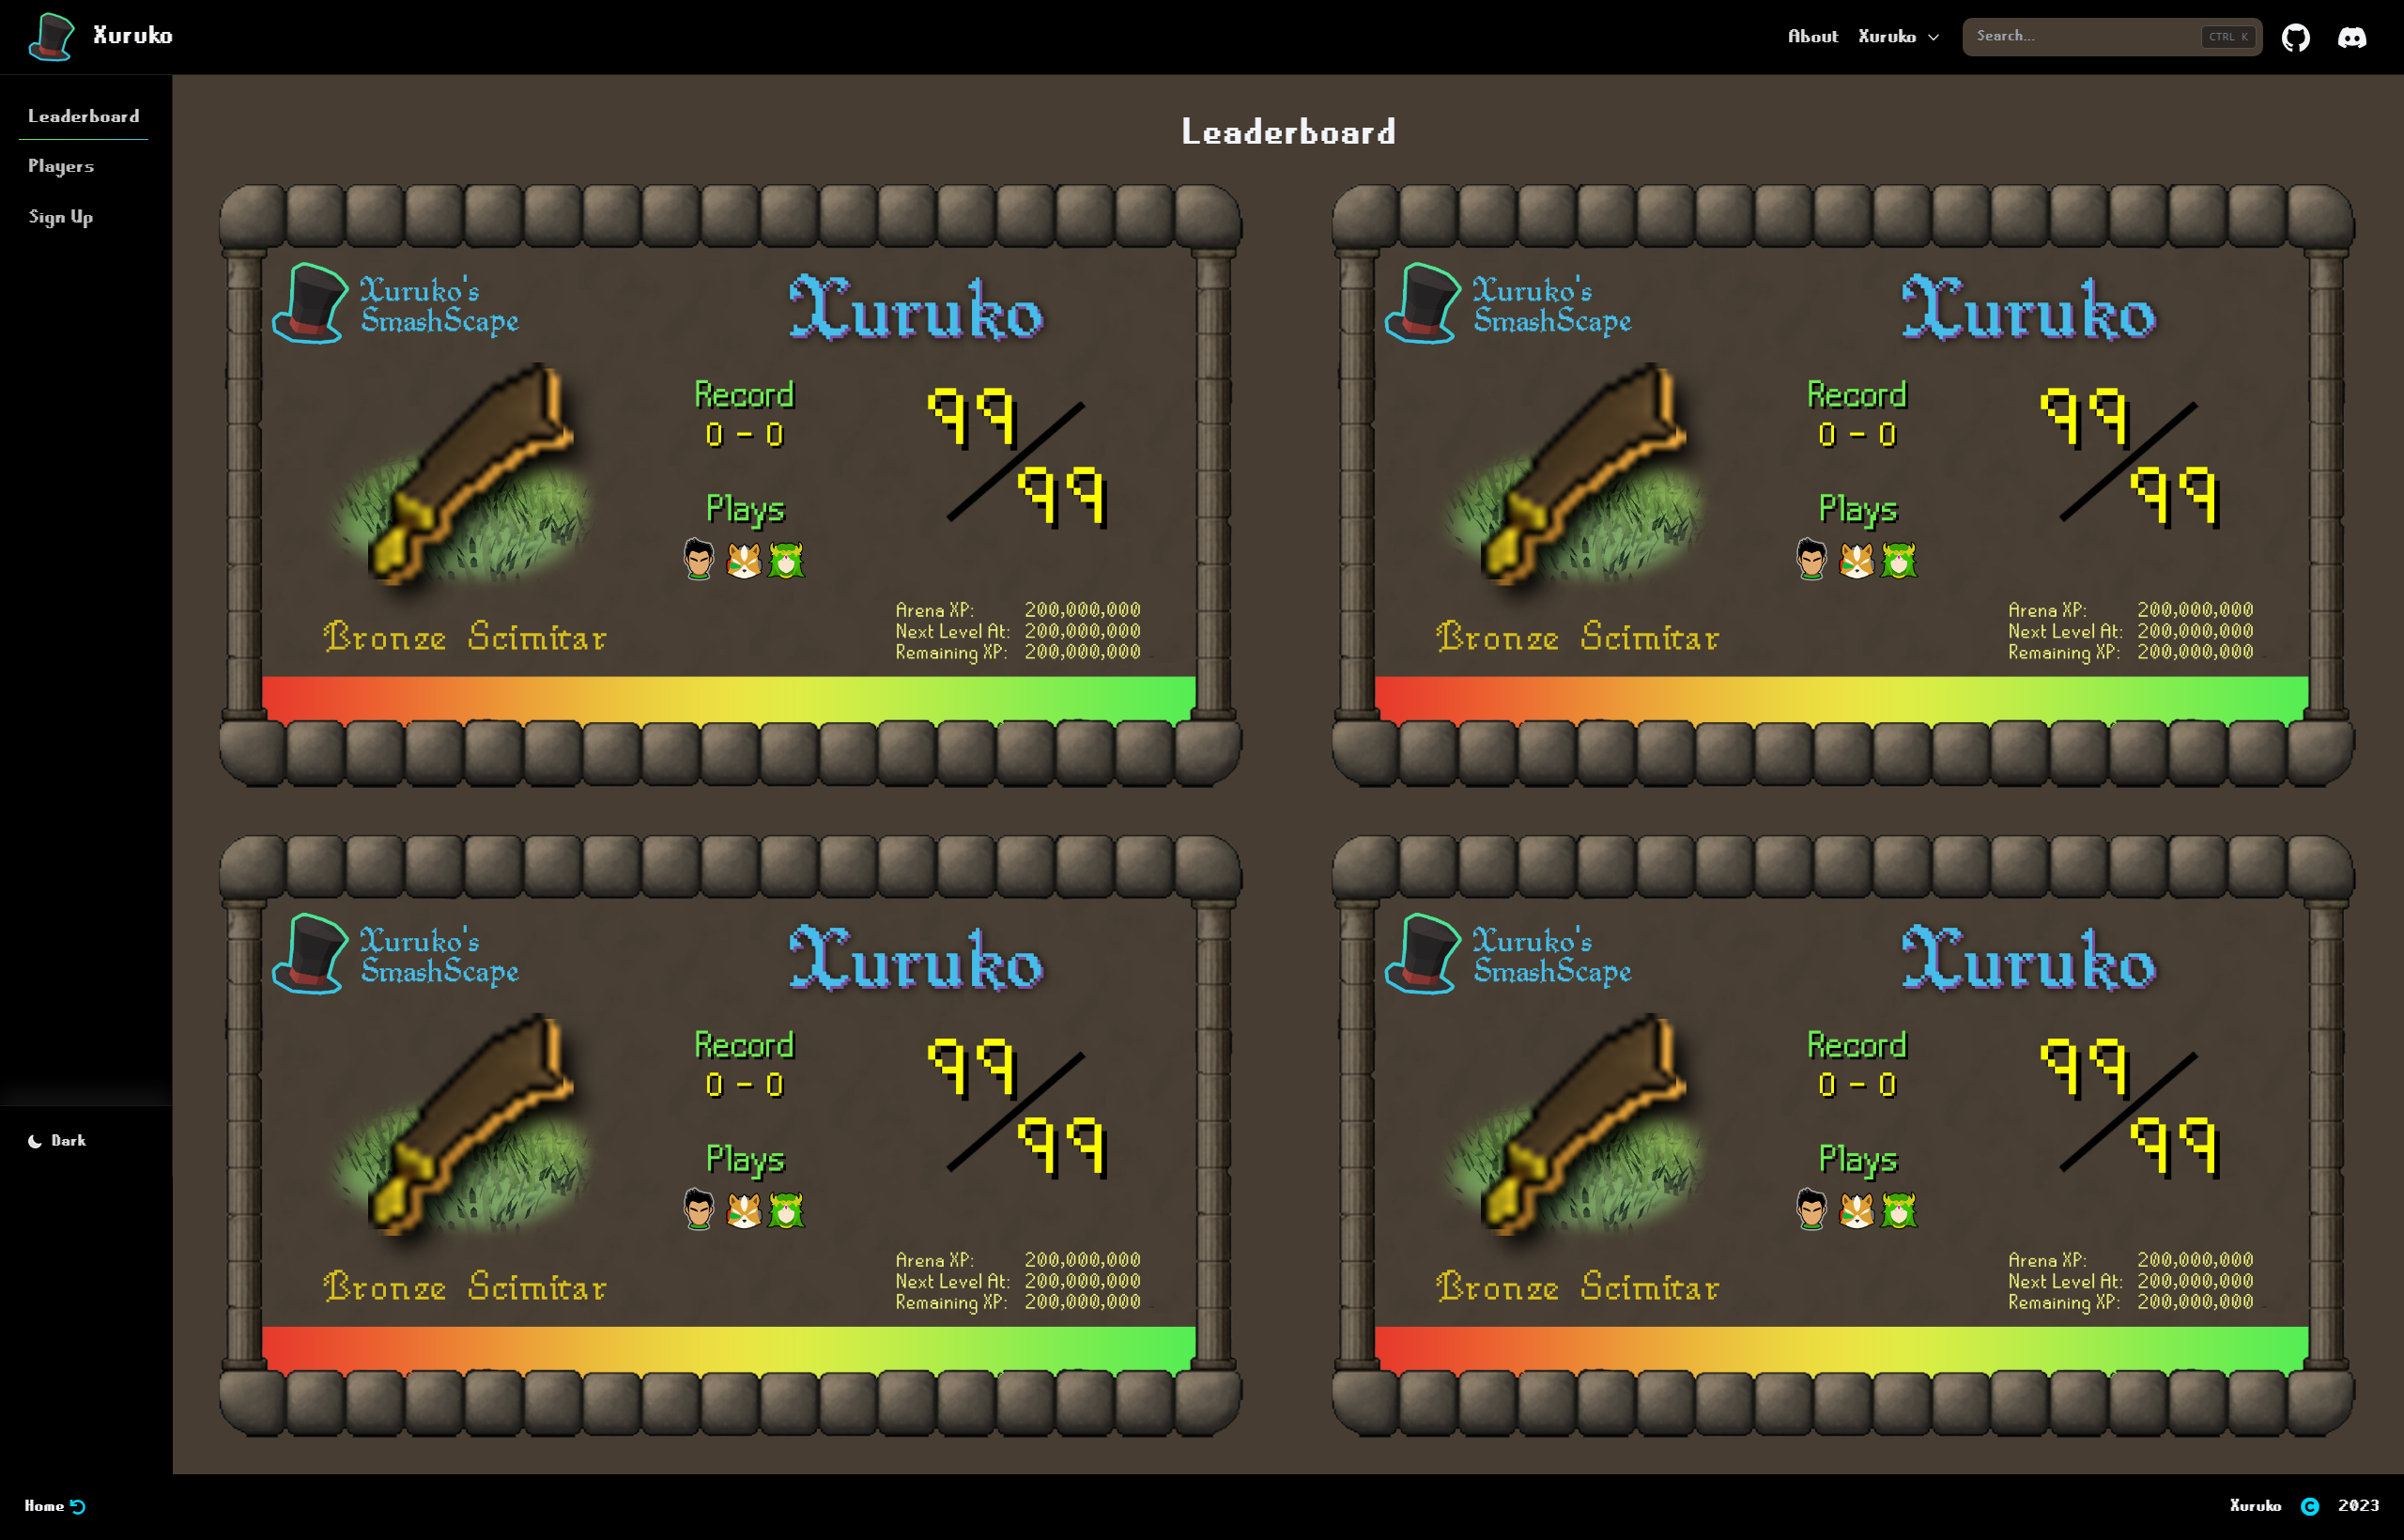 Xuruko
About Xuruko Search... CTRL K
Leaderboard
Players
Sign Up
Dark
Leaderboard
Xuruko's
SmashScape
Xuruko
Record
0 - 0
99
99
Plays
Bronze Scimitar
Arena XP: 200,000,000
Next Level At: 200,000,000
Remaining XP: 200,000,000
Xuruko's
SmashScape
Xuruko
Record
0 - 0
99
99
Plays
Bronze Scimitar
Arena XP: 200,000,000
Next Level At: 200,000,000
Remaining XP: 200,000,000
Xuruko's
SmashScape
Xuruko
Record
0 - 0
99
99
Plays
Bronze Scimitar
Arena XP: 200,000,000
Next Level At: 200,000,000
Remaining XP: 200,000,000
Xuruko's
SmashScape
Xuruko
Record
0 - 0
99
99
Plays
Bronze Scimitar
Arena XP: 200,000,000
Next Level At: 200,000,000
Remaining XP: 200,000,000
Home
Xuruko © 2023